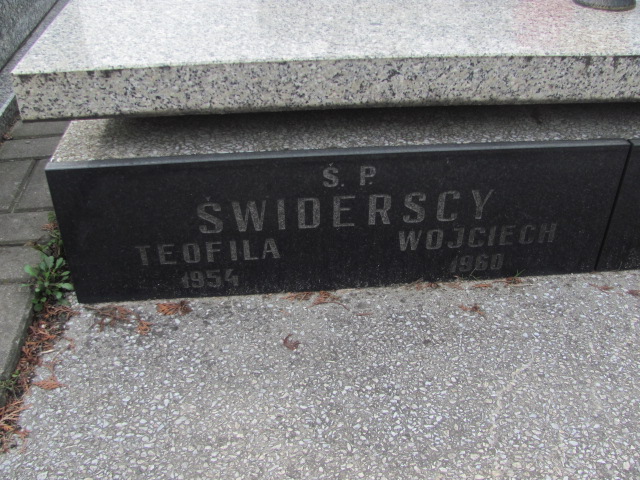 Ś. P.
ŚWIDERSCY
TEOFILA WOJCIECH
1954 1960